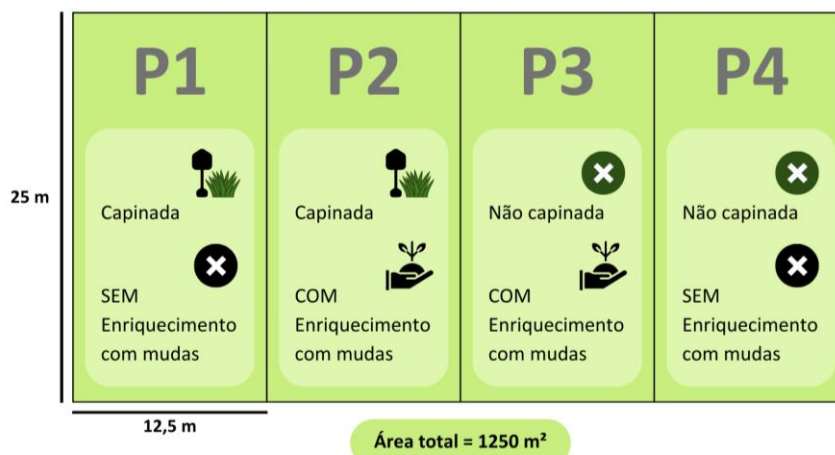 P1
P2
P3
P4
25 m
Capinada
Capinada
Não capinada
Não capinada
SEM
Enriquecimento
com mudas
COM
Enriquecimento
com mudas
COM
Enriquecimento
com mudas
SEM
Enriquecimento
com mudas
12,5 m
Área total = 1250 m²